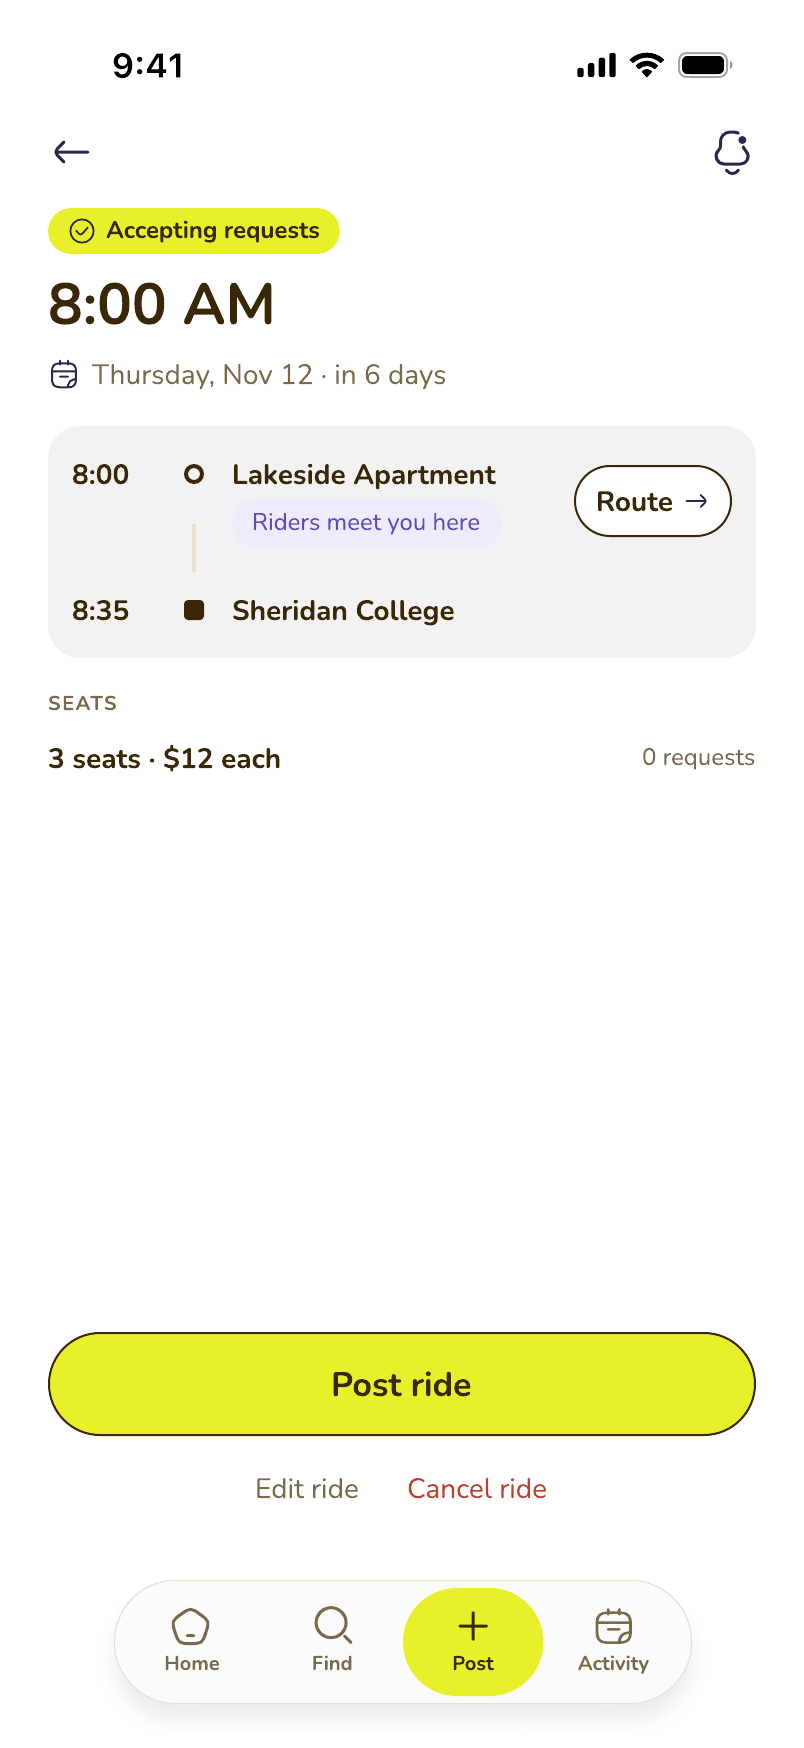 9:41
Accepting requests
8:00 AM
Thursday, Nov 12 · in 6 days
8:00 Lakeside Apartment
Route →
Riders meet you here
8:35 Sheridan College
SEATS
3 seats · $12 each 0 requests
Post ride
Edit ride Cancel ride
Home Find Post Activity